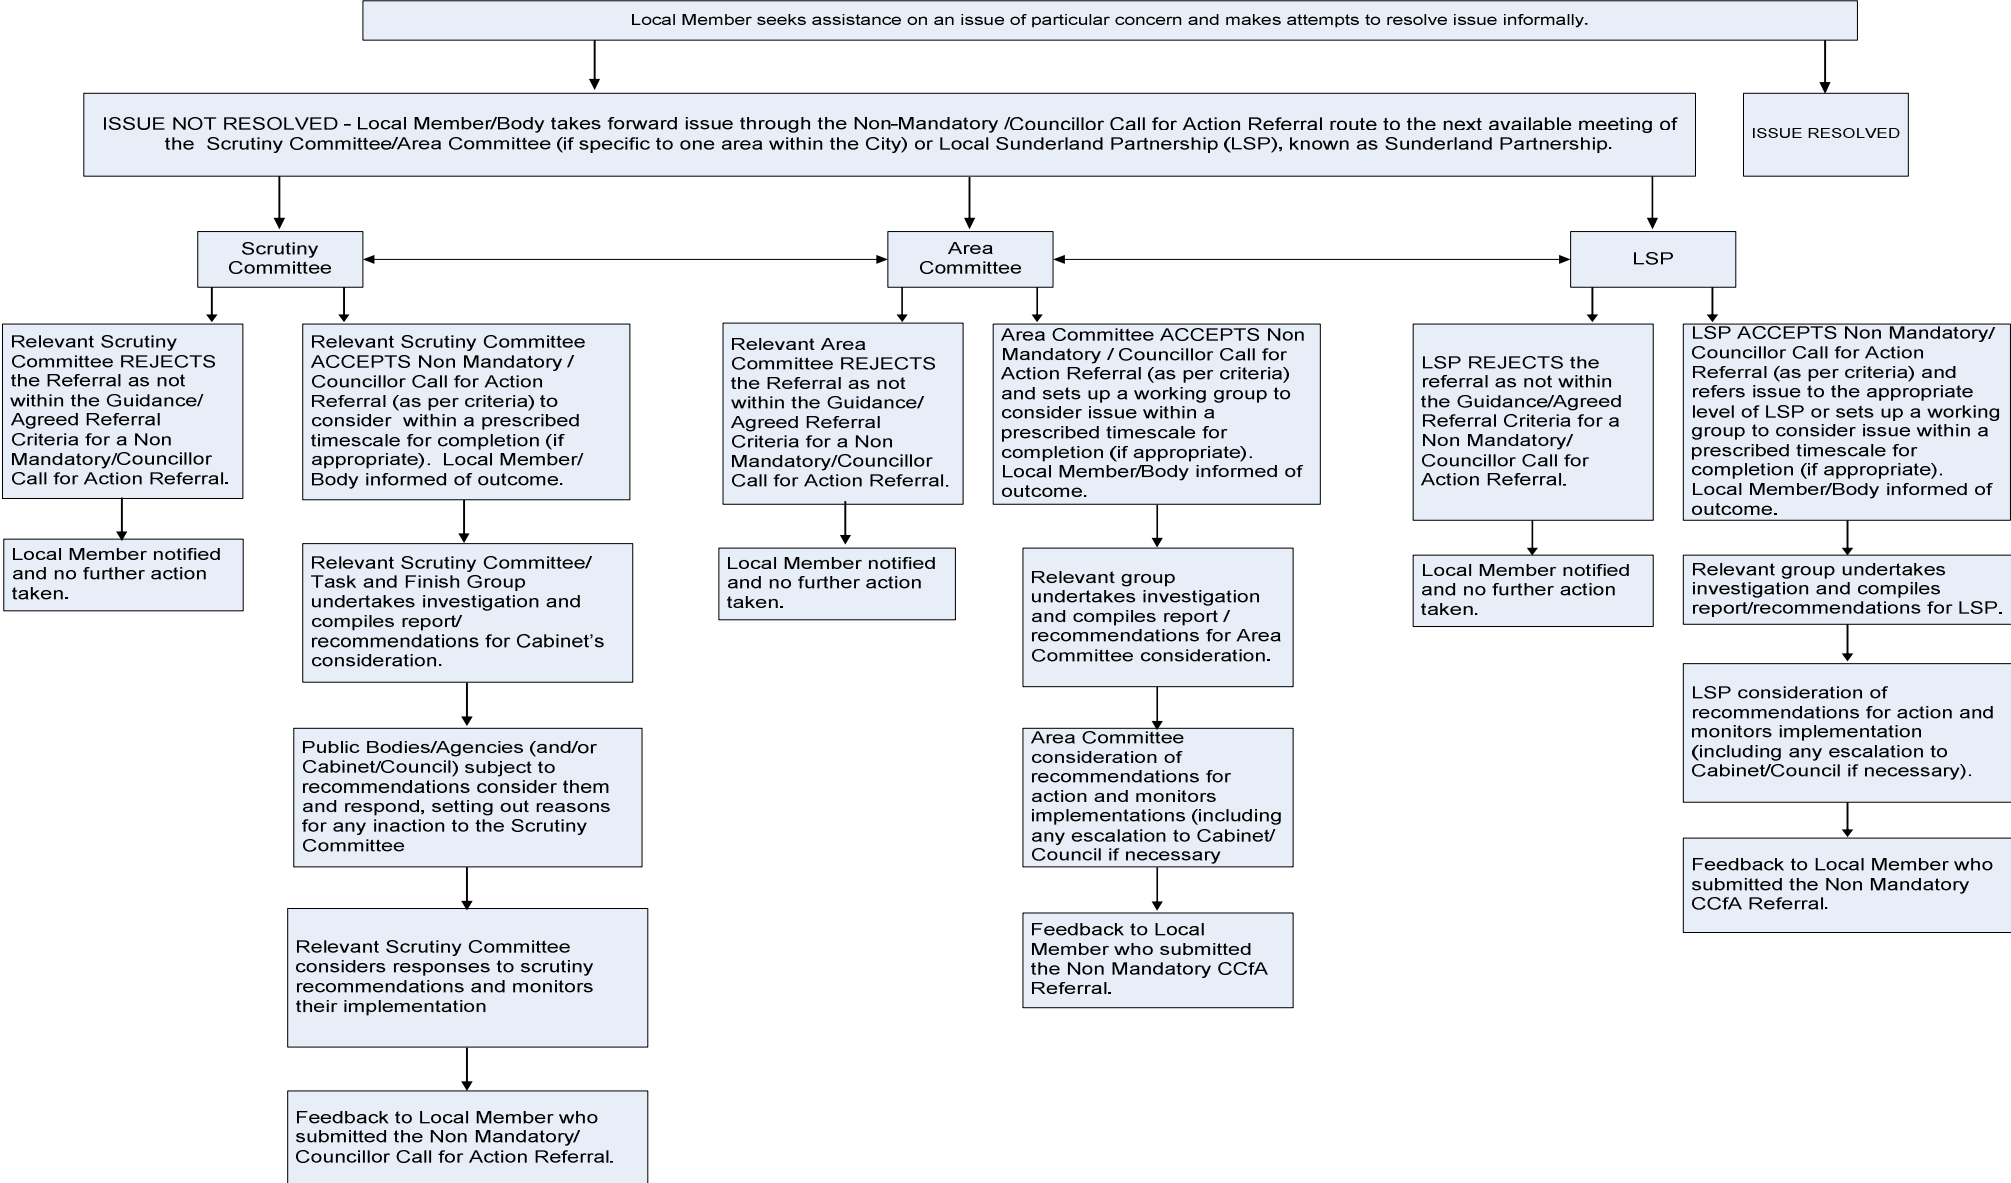 Local Member seeks assistance on an issue of particular concern and makes attempts to resolve issue informally.
ISSUE NOT RESOLVED - Local Member/Body takes forward issue through the Non-Mandatory /Councillor Call for Action Referral route to the next available meeting of
the Scrutiny Committee/Area Committee (if specific to one area within the City) or Local Sunderland Partnership (LSP), known as Sunderland Partnership.
ISSUE RESOLVED
Scrutiny
Committee
Area
Committee
LSP
Relevant Scrutiny
Committee REJECTS
the Referral as not
within the Guidance/
Agreed Referral
Criteria for a Non
Mandatory/Councillor
Call for Action Referral.
Relevant Scrutiny Committee
ACCEPTS Non Mandatory /
Councillor Call for Action
Referral (as per criteria) to
consider within a prescribed
timescale for completion (if
appropriate). Local Member/
Body informed of outcome.
Relevant Area
Committee REJECTS
the Referral as not
within the Guidance/
Agreed Referral
Criteria for a Non
Mandatory/Councillor
Call for Action Referral.
Area Committee ACCEPTS Non
Mandatory / Councillor Call for
Action Referral (as per criteria)
and sets up a working group to
consider issue within a
prescribed timescale for
completion (if appropriate).
Local Member/Body informed of
outcome.
LSP REJECTS the
referral as not within
the Guidance/Agreed
Referral Criteria for a
Non Mandatory/
Councillor Call for
Action Referral.
LSP ACCEPTS Non Mandatory/
Councillor Call for Action
Referral (as per criteria) and
refers issue to the appropriate
level of LSP or sets up a working
group to consider issue within a
prescribed timescale for
completion (if appropriate).
Local Member/Body informed of
outcome.
Local Member notified
and no further action
taken.
Relevant Scrutiny Committee/
Task and Finish Group
undertakes investigation and
compiles report/
recommendations for Cabinet's
consideration.
Local Member notified
and no further action
taken.
Relevant group
undertakes investigation
and compiles report /
recommendations for Area
Committee consideration.
Local Member notified
and no further action
taken.
Relevant group undertakes
investigation and compiles
report/recommendations for LSP.
Public Bodies/Agencies (and/or
Cabinet/Council) subject to
recommendations consider them
and respond, setting out reasons
for any inaction to the Scrutiny
Committee
Area Committee
consideration of
recommendations for
action and monitors
implementations (including
any escalation to Cabinet/
Council if necessary
LSP consideration of
recommendations for action and
monitors implementation
(including any escalation to
Cabinet/Council if necessary).
Relevant Scrutiny Committee
considers responses to scrutiny
recommendations and monitors
their implementation
Feedback to Local
Member who submitted
the Non Mandatory CCfA
Referral.
Feedback to Local Member who
submitted the Non Mandatory
CCfA Referral.
Feedback to Local Member who
submitted the Non Mandatory/
Councillor Call for Action Referral.